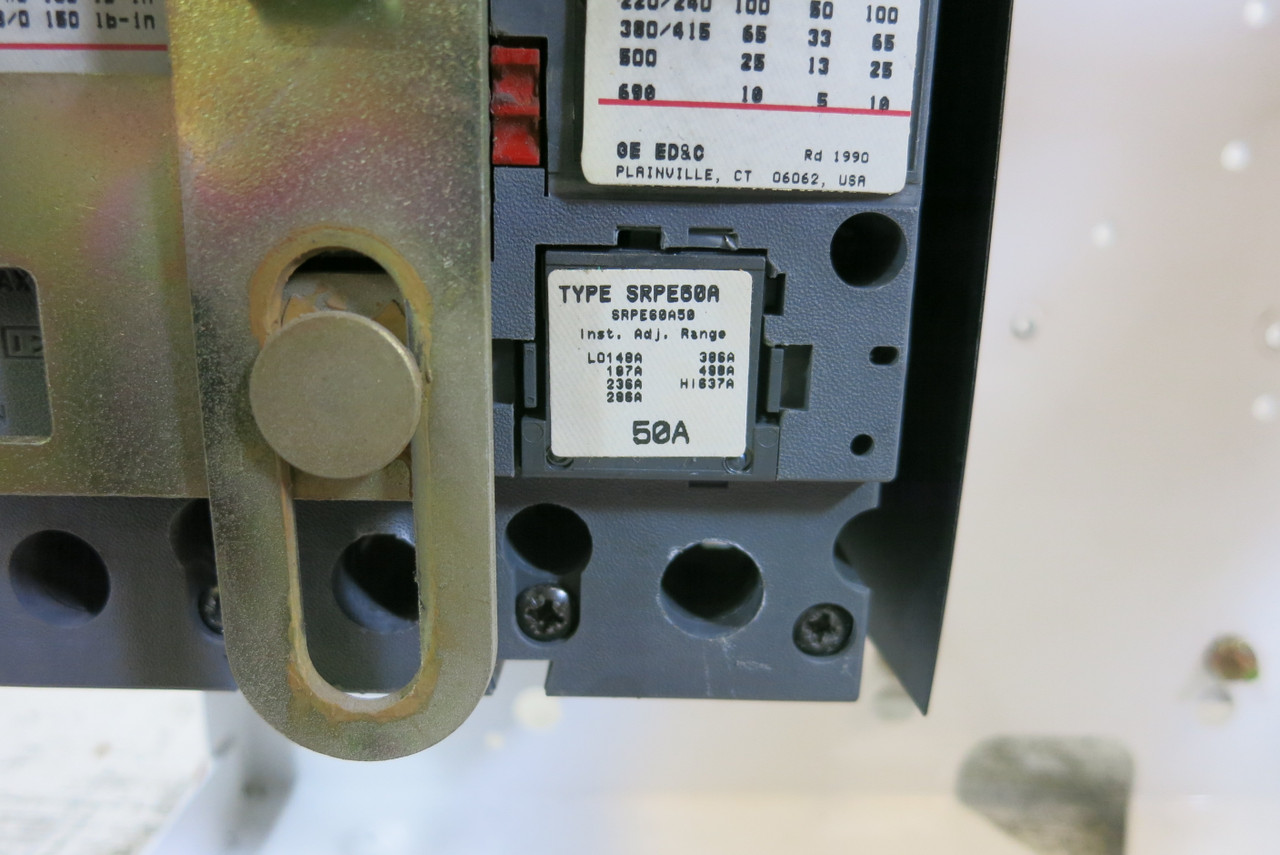 /0 150 lb-in
220/240 100 50 100
380/415 65 33 65
500 25 13 25
690 10 5 10
GE ED&C Rd 1990
PLAINVILLE, CT 06062, USA
TYPE SRPE60A
SRPE60A50
Inst. Adj. Range
LO148A 386A
187A 498A
236A HI637A
286A
50A